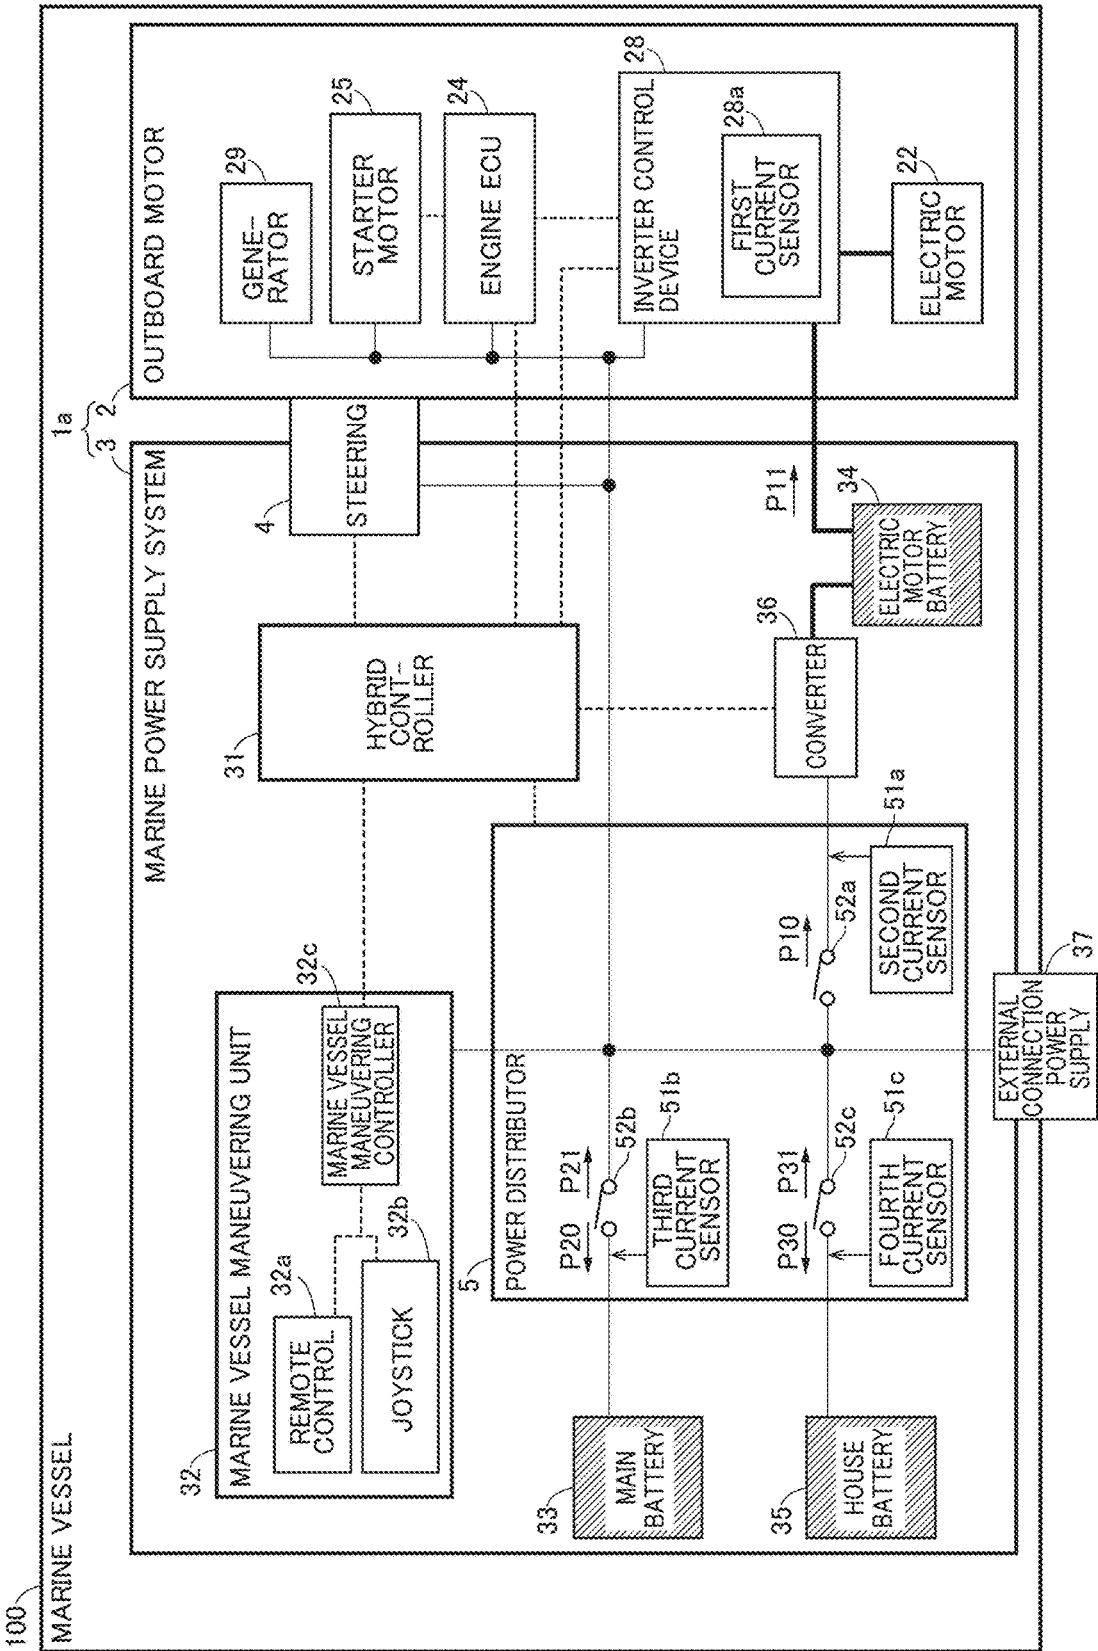 100
MARINE VESSEL
1a
3
2
MARINE POWER SUPPLY SYSTEM
OUTBOARD MOTOR
32
MARINE VESSEL MANEUVERING UNIT
32a
REMOTE
CONTROL
32b
JOYSTICK
32c
MARINE VESSEL
MANEUVERING
CONTROLLER
31
HYBRID
CONT-
ROLLER
4
STEERING
29
GENE-
RATOR
25
STARTER
MOTOR
24
ENGINE ECU
28
INVERTER CONTROL
DEVICE
28a
FIRST
CURRENT
SENSOR
22
ELECTRIC
MOTOR
5
POWER DISTRIBUTOR
P20
P21
52b
51b
THIRD
CURRENT
SENSOR
P30
P31
52c
51c
FOURTH
CURRENT
SENSOR
P10
52a
51a
SECOND
CURRENT
SENSOR
33
MAIN
BATTERY
35
HOUSE
BATTERY
36
CONVERTER
P11
34
ELECTRIC
MOTOR
BATTERY
37
EXTERNAL
CONNECTION
POWER
SUPPLY